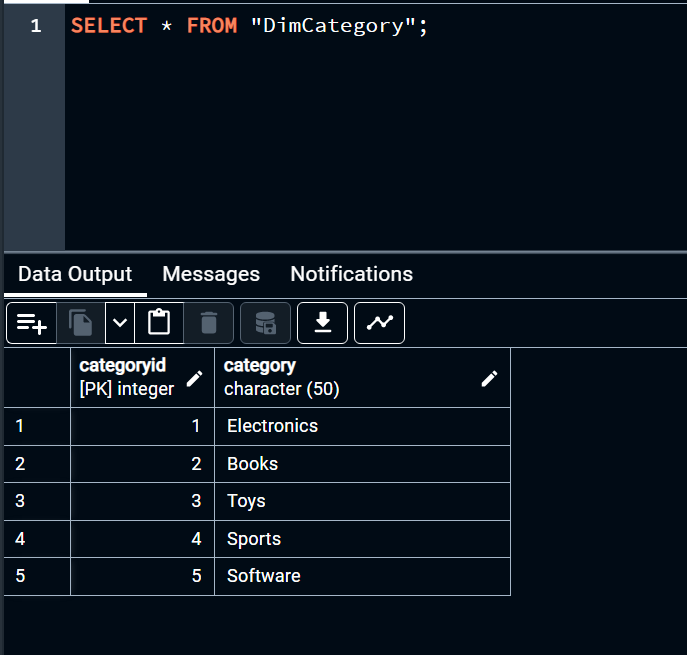 1 SELECT * FROM "DimCategory";
Data Output Messages Notifications
categoryid category
[PK] integer character (50)
1 1 Electronics
2 2 Books
3 3 Toys
4 4 Sports
5 5 Software